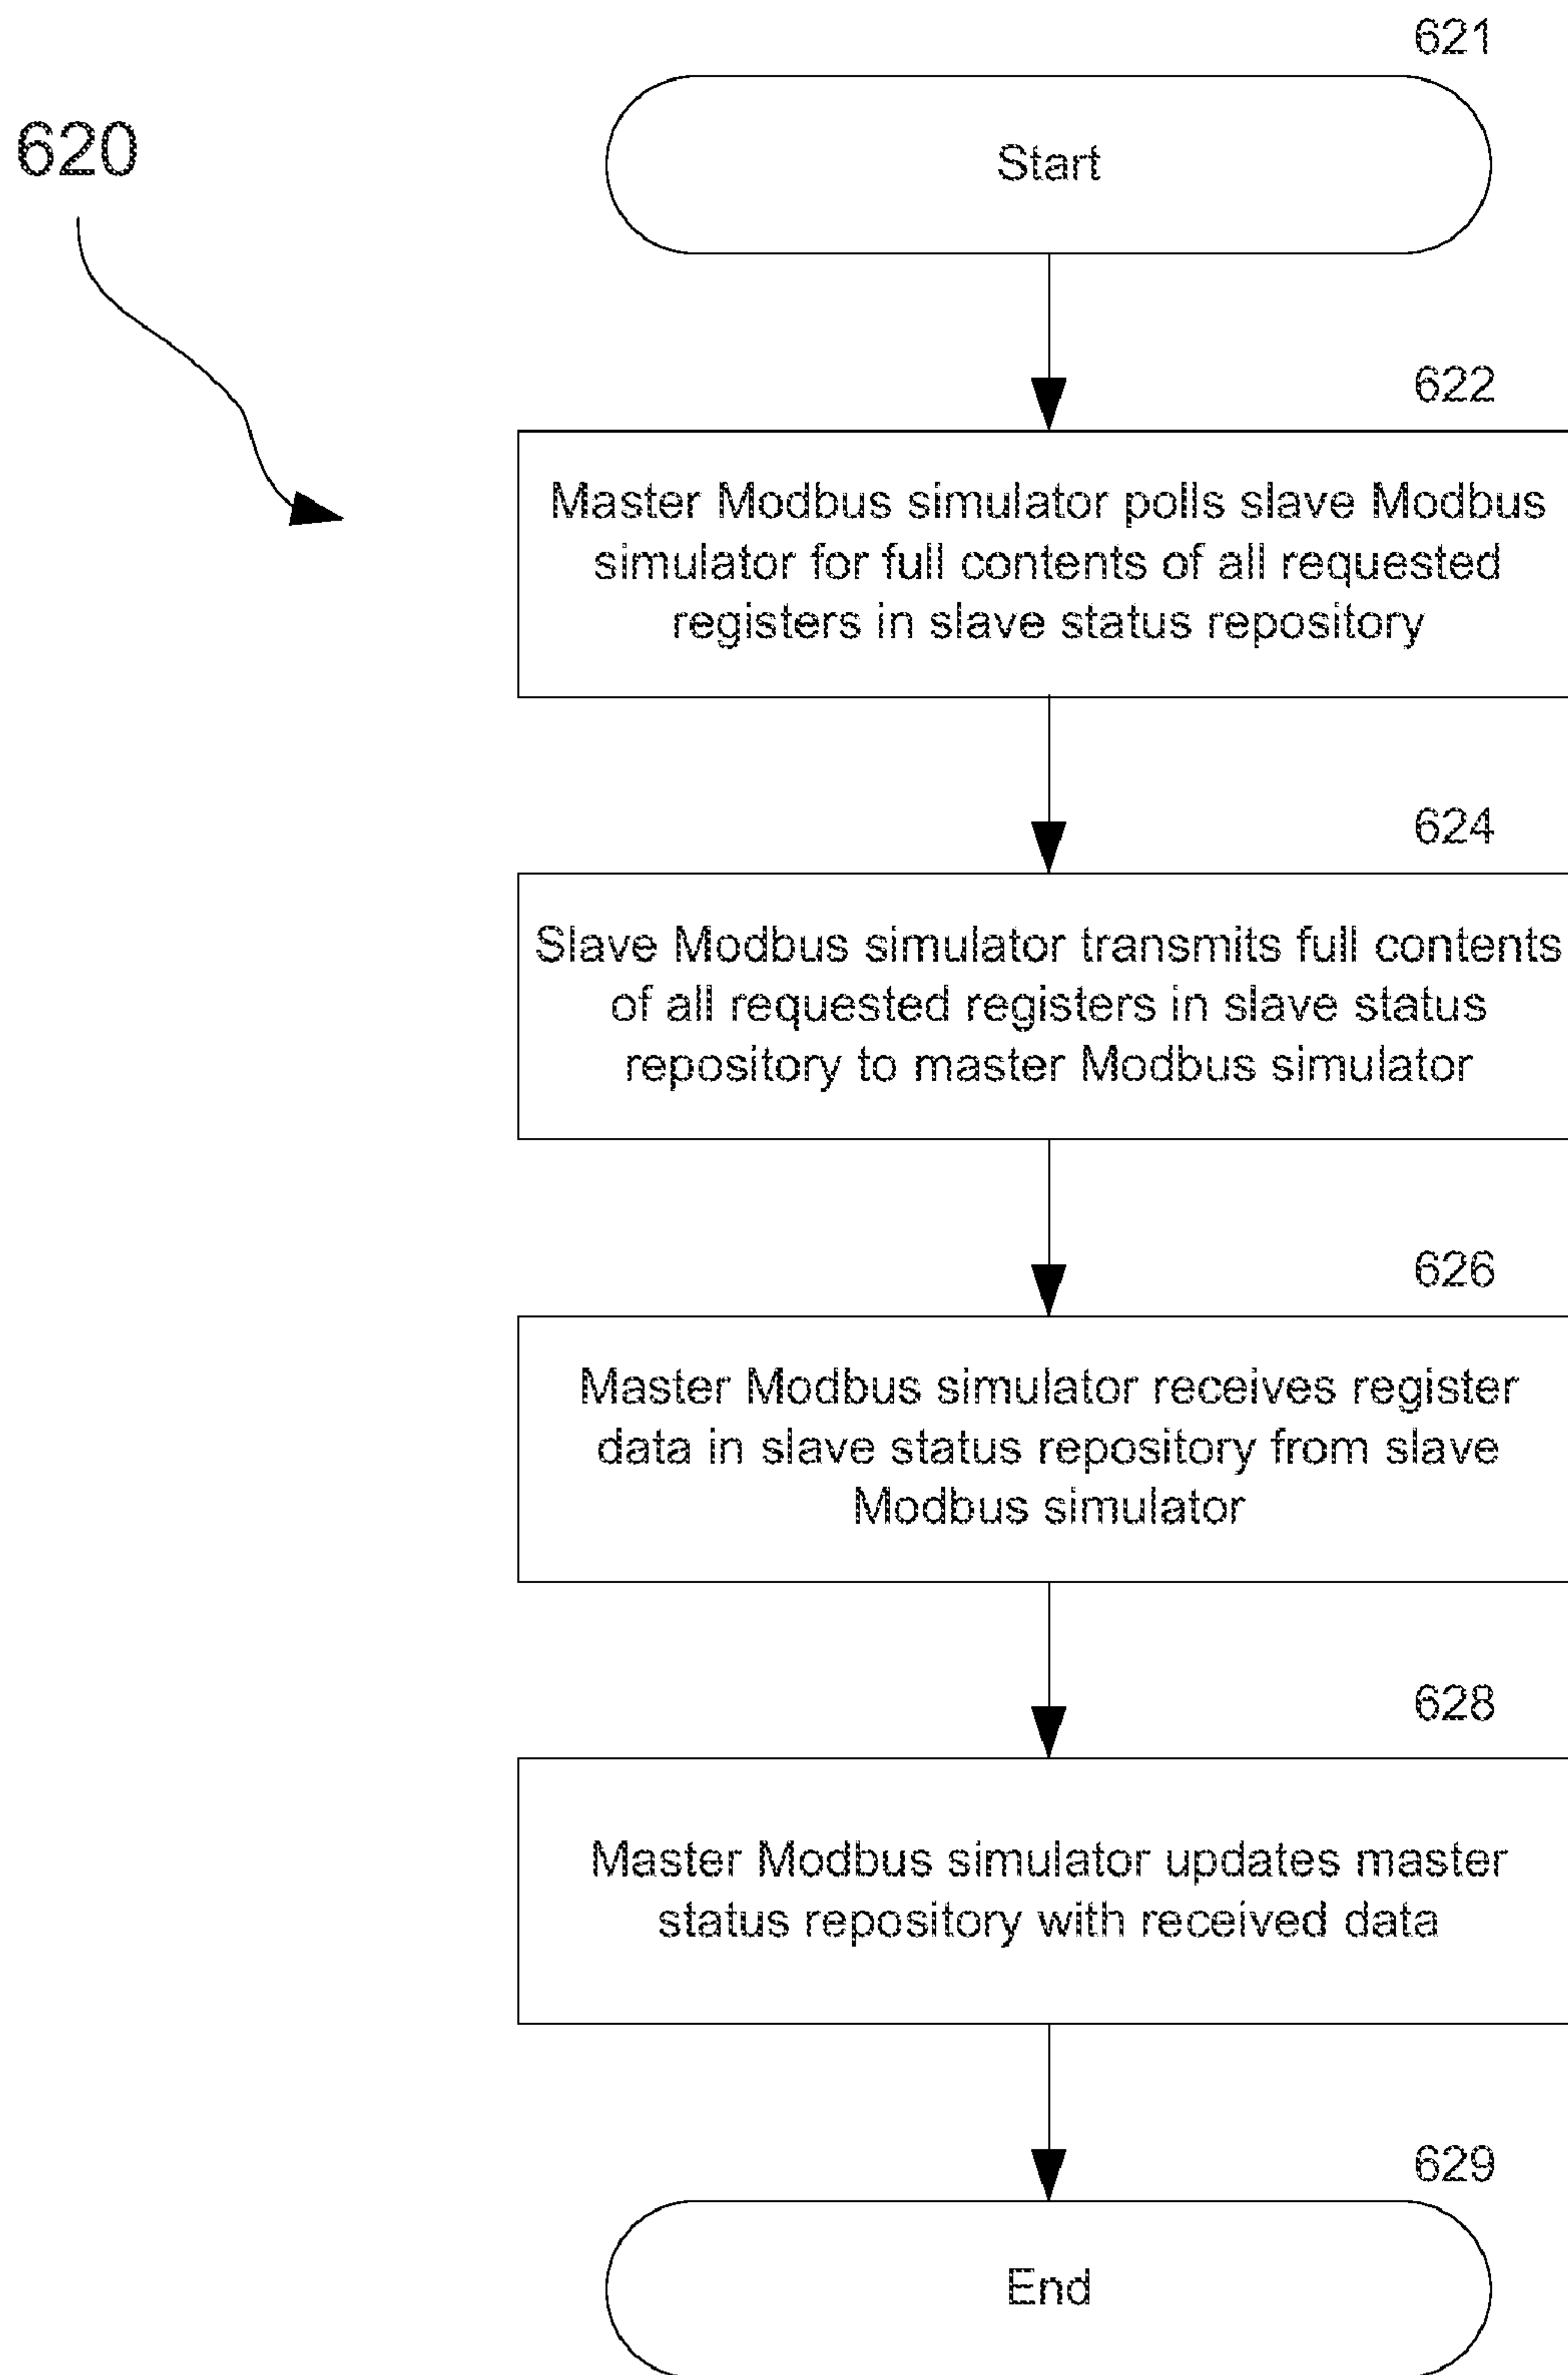 621
620
Start
622
Master Modbus simulator polls slave Modbus
simulator for full contents of all requested
registers in slave status repository
624
Slave Modbus simulator transmits full contents
of all requested registers in slave status
repository to master Modbus simulator
626
Master Modbus simulator receives register
data in slave status repository from slave
Modbus simulator
628
Master Modbus simulator updates master
status repository with received data
629
End